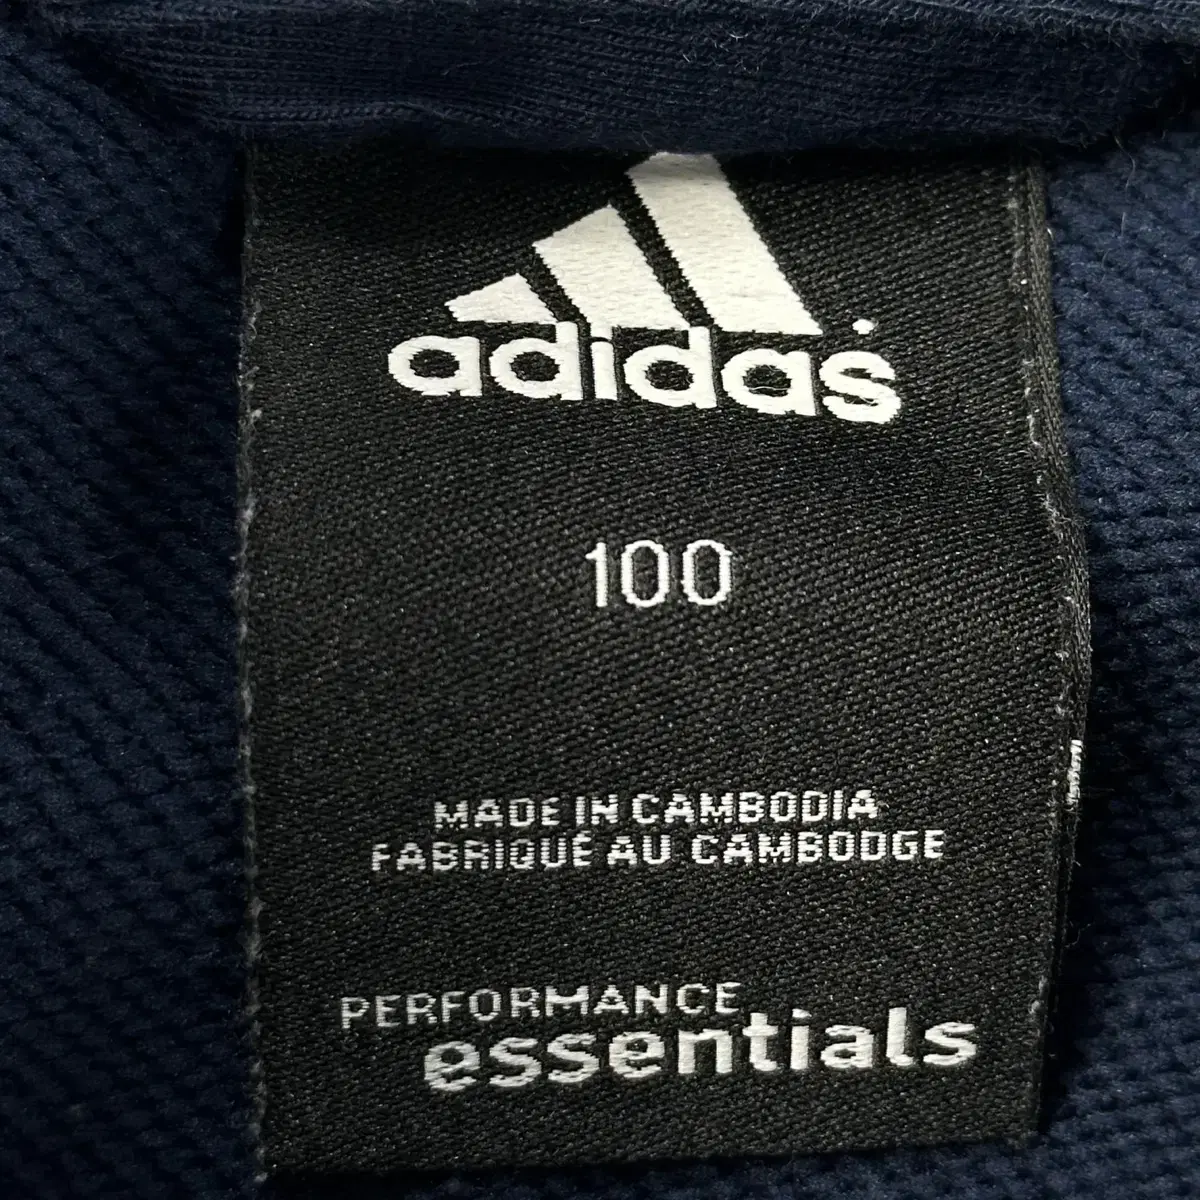 adidas
100
MADE IN CAMBODIA
FABRIQUÉ AU CAMBODGE
PERFORMANCE
essentials